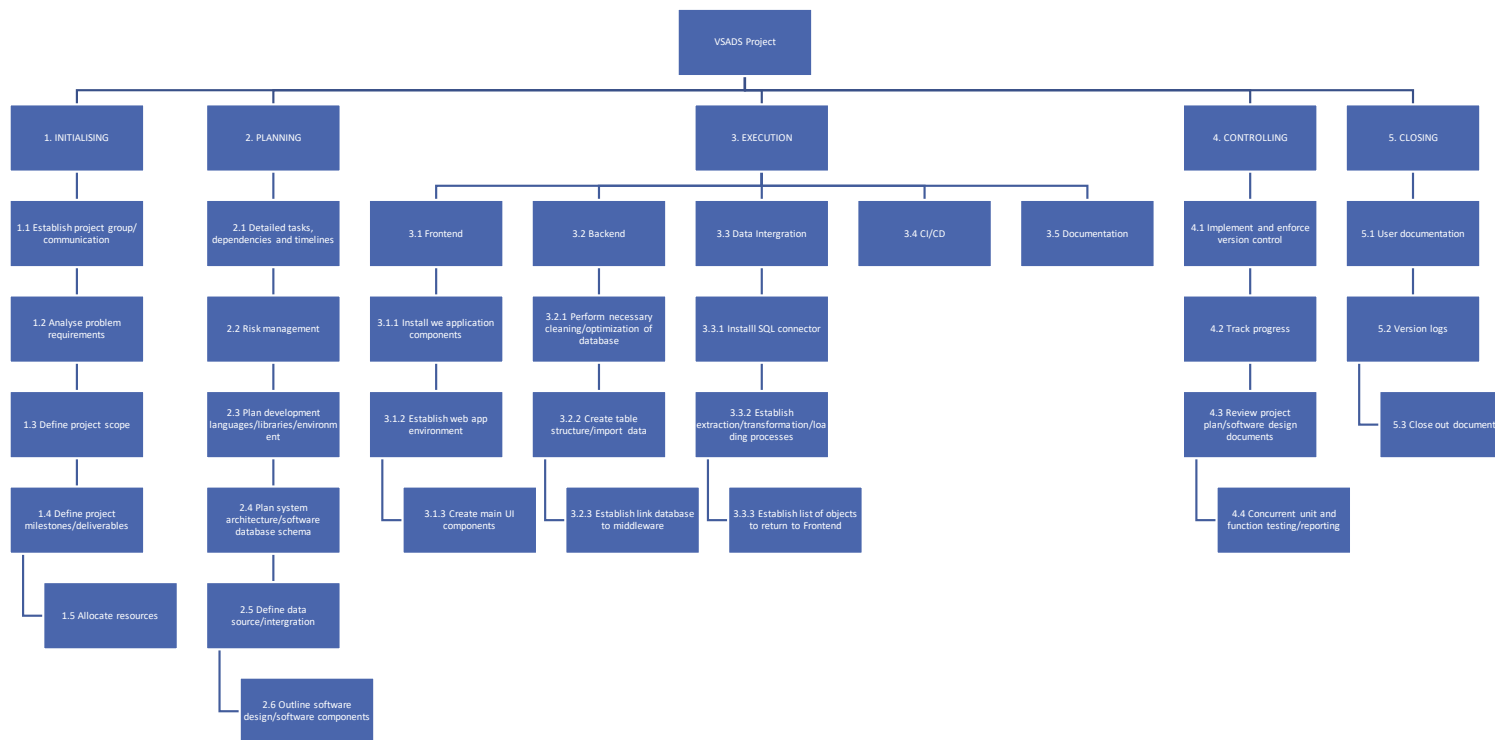 VSADS Project
1. INITIALISING
2. PLANNING
3. EXECUTION
4. CONTROLLING
5. CLOSING
1.1 Establish project group/
communication
2.1 Detailed tasks,
dependencies and timelines
3.1 Frontend
3.2 Backend
3.3 Data Intergration
3.4 CI/CD
3.5 Documentation
4.1 Implement and enforce
version control
5.1 User documentation
1.2 Analyse problem
requirements
2.2 Risk management
3.1.1 Install we application
components
3.2.1 Perform necessary
cleaning/optimization of
database
3.3.1 Installl SQL connector
4.2 Track progress
5.2 Version logs
1.3 Define project scope
2.3 Plan development
languages/libraries/environm
ent
3.1.2 Establish web app
environment
3.2.2 Create table
structure/import data
3.3.2 Establish
extraction/transformation/loa
ding processes
4.3 Review project
plan/software design
documents
5.3 Close out document
1.4 Define project
milestones/deliverables
2.4 Plan system
architecture/software
database schema
3.1.3 Create main UI
components
3.2.3 Establish link database
to middleware
3.3.3 Establish list of objects
to return to Frontend
4.4 Concurrent unit and
function testing/reporting
1.5 Allocate resources
2.5 Define data
source/intergration
2.6 Outline software
design/software components